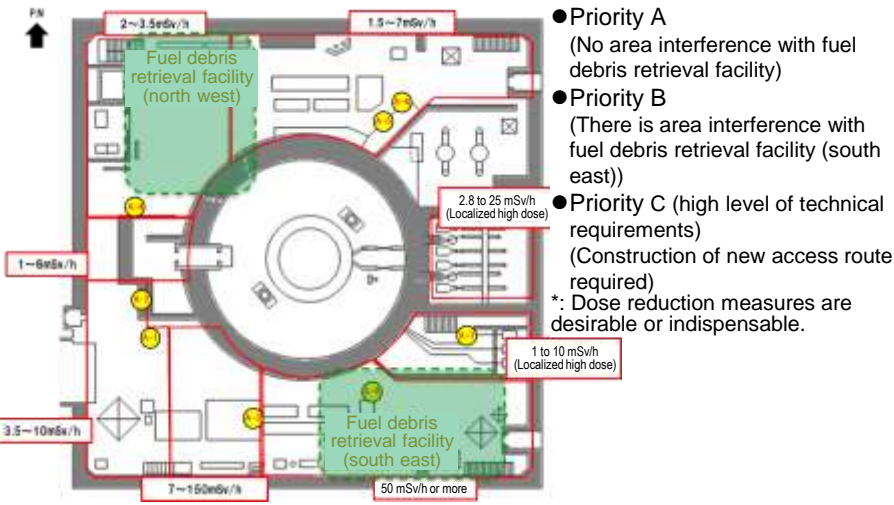 P.N
2~3.5mSv/h
1.5~7mSv/h
Fuel debris
retrieval facility
(north west)
2.8 to 25 mSv/h
(Localized high dose)
1~6mSv/h
1 to 10 mSv/h
(Localized high dose)
3.5~10mSv/h
Fuel debris
retrieval facility
(south east)
7~150mSv/h
50 mSv/h or more
●Priority A
(No area interference with fuel
debris retrieval facility)
●Priority B
(There is area interference with
fuel debris retrieval facility (south
east))
●Priority C (high level of technical
requirements)
(Construction of new access route
required)
*: Dose reduction measures are
desirable or indispensable.